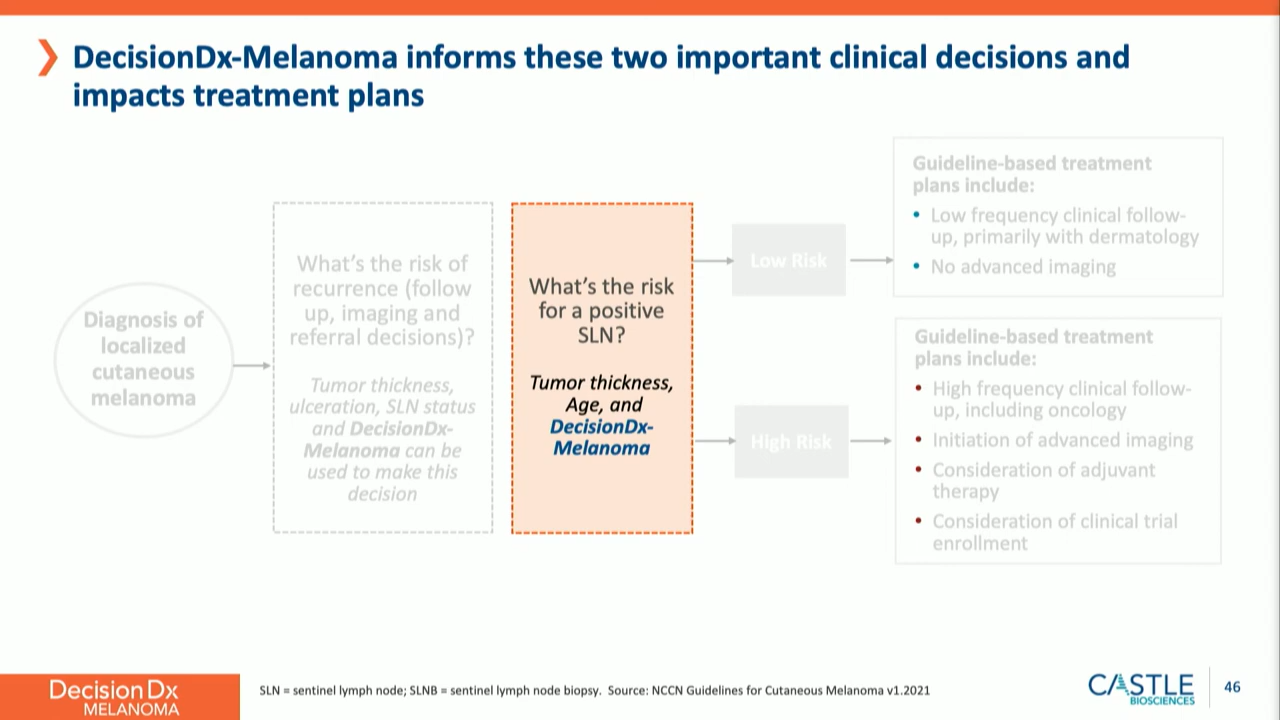 DecisionDx-Melanoma informs these two important clinical decisions and
impacts treatment plans
Diagnosis of
localized
cutaneous
melanoma
What's the risk of
recurrence (follow
up, imaging and
referral decisions)?
Tumor thickness,
ulceration, SLN status
and DecisionDx-
Melanoma can be
used to make this
decision
What's the risk
for a positive
SLN?
Tumor thickness,
Age, and
DecisionDx-
Melanoma
Low Risk
High Risk
Guideline-based treatment
plans include:
• Low frequency clinical follow-
up, primarily with dermatology
• No advanced imaging
Guideline-based treatment
plans include:
• High frequency clinical follow-
up, including oncology
• Initiation of advanced imaging
• Consideration of adjuvant
therapy
• Consideration of clinical trial
enrollment
DecisionDx
MELANOMA
SLN = sentinel lymph node; SLNB = sentinel lymph node biopsy. Source: NCCN Guidelines for Cutaneous Melanoma v1.2021
CASTLE
BIOSCIENCES
46